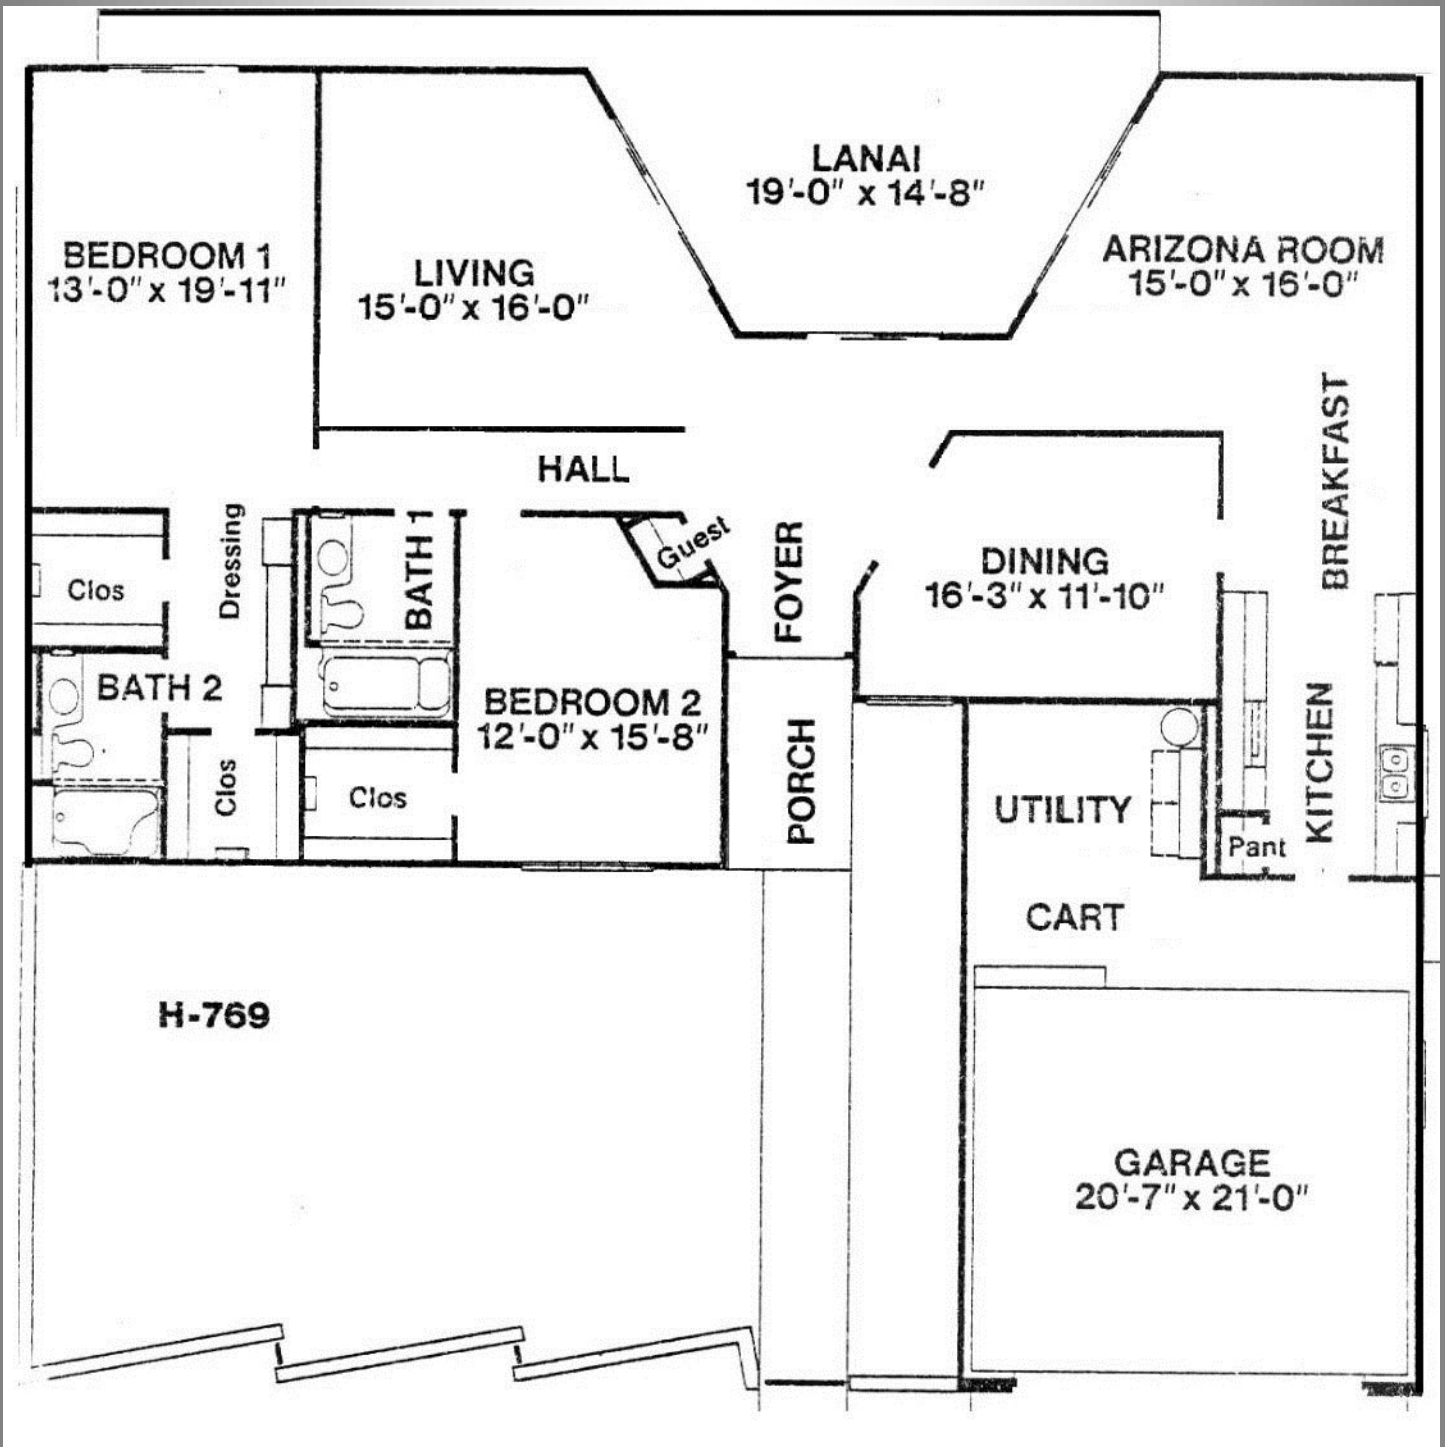 LANAI
19'-0" x 14'-8"
BEDROOM 1
13'-0" x 19'-11"
LIVING
15'-0" x 16'-0"
ARIZONA ROOM
15'-0" x 16'-0"
BREAKFAST
HALL
Guest
FOYER
DINING
16'-3" x 11'-10"
Clos
Dressing
BATH 1
BATH 2
BEDROOM 2
12'-0" x 15'-8"
Clos
Clos
PORCH
UTILITY
KITCHEN
Pant
CART
H-769
GARAGE
20'-7" x 21'-0"